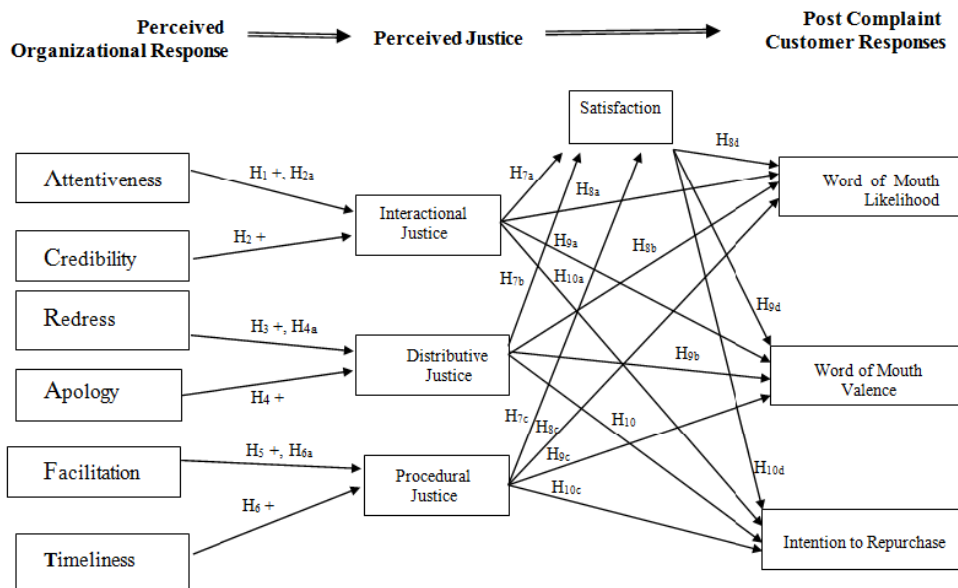 Perceived
Organizational Response
Perceived Justice
Post Complaint
Customer Responses
Satisfaction
Attentiveness
H1 +, H2a
Interactional
Justice
H7a
H8a
H8d
Word of Mouth
Likelihood
Credibility
H2 +
H9a
H8b
H7b
H10a
Redress
H3 +, H4a
H9d
Distributive
Justice
H9b
Word of Mouth
Valence
Apology
H4 +
H7c
H8c
H10
Facilitation
H5 +, H6a
H9c
Procedural
Justice
H10c
H10d
H6 +
Timeliness
Intention to Repurchase